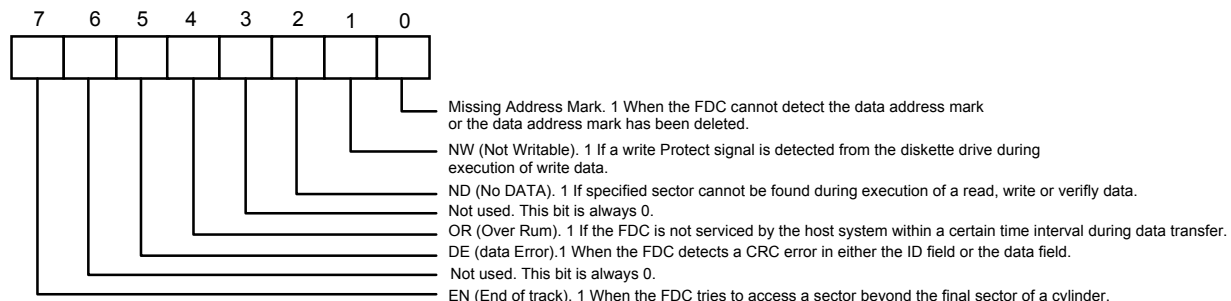 7 6 5 4 3 2 1 0
Missing Address Mark. 1 When the FDC cannot detect the data address mark
or the data address mark has been deleted.
NW (Not Writable). 1 If a write Protect signal is detected from the diskette drive during
execution of write data.
ND (No DATA). 1 If specified sector cannot be found during execution of a read, write or verifly data.
Not used. This bit is always 0.
OR (Over Rum). 1 If the FDC is not serviced by the host system within a certain time interval during data transfer.
DE (data Error).1 When the FDC detects a CRC error in either the ID field or the data field.
Not used. This bit is always 0.
EN (End of track). 1 When the FDC tries to access a sector beyond the final sector of a cylinder.